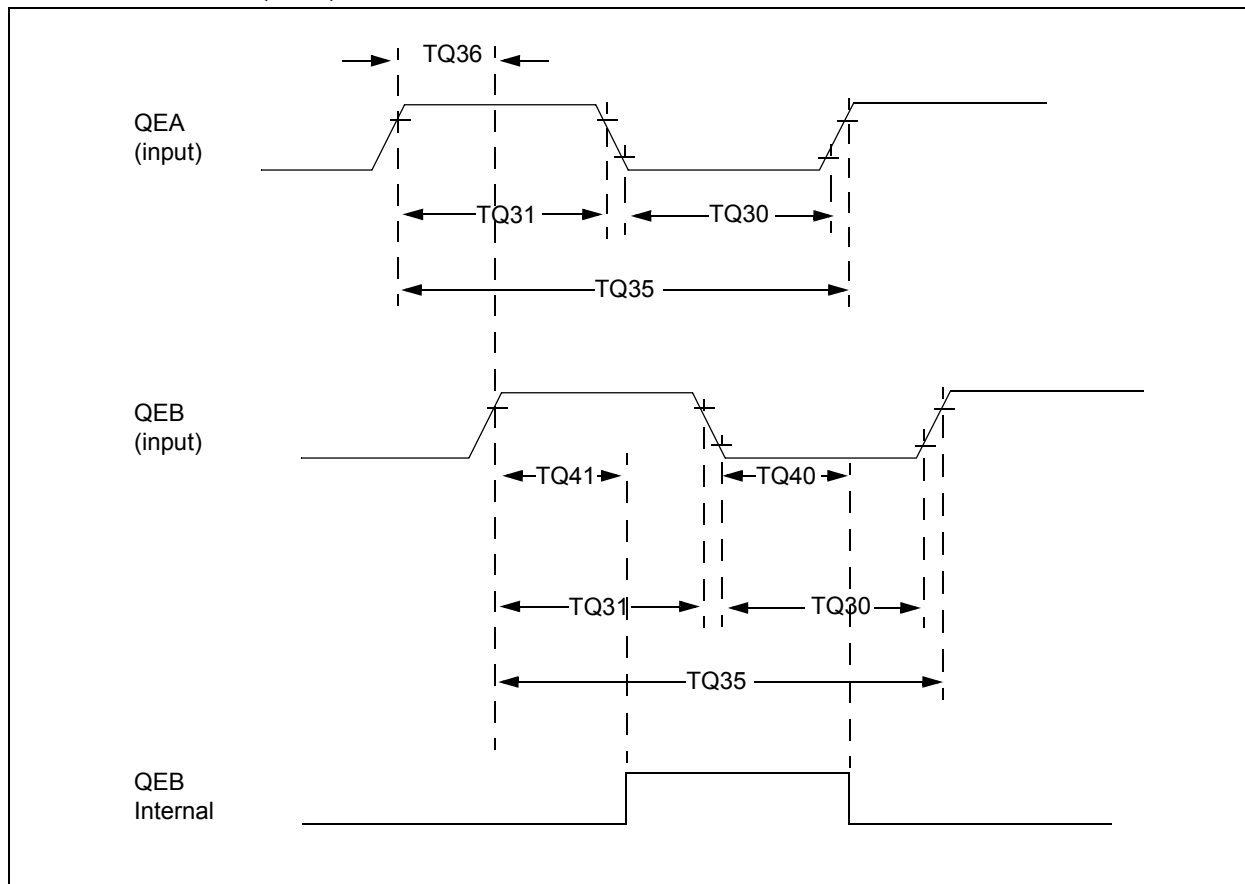 TQ36
QEA
(input)
TQ31
TQ30
TQ35
QEB
(input)
TQ41
TQ40
TQ31
TQ30
TQ35
QEB
Internal